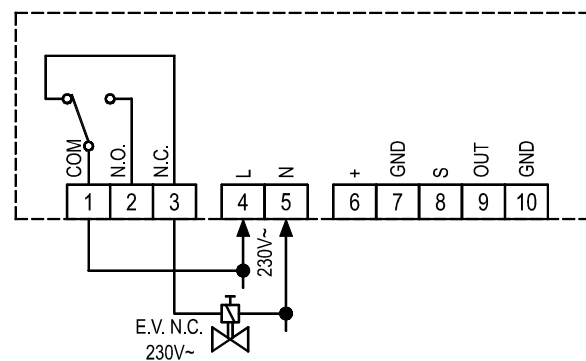 COM
N.O.
N.C.
L
N
+
GND
S
OUT
GND
1 2 3 4 5 6 7 8 9 10
230V~
E.V. N.C.
230V~